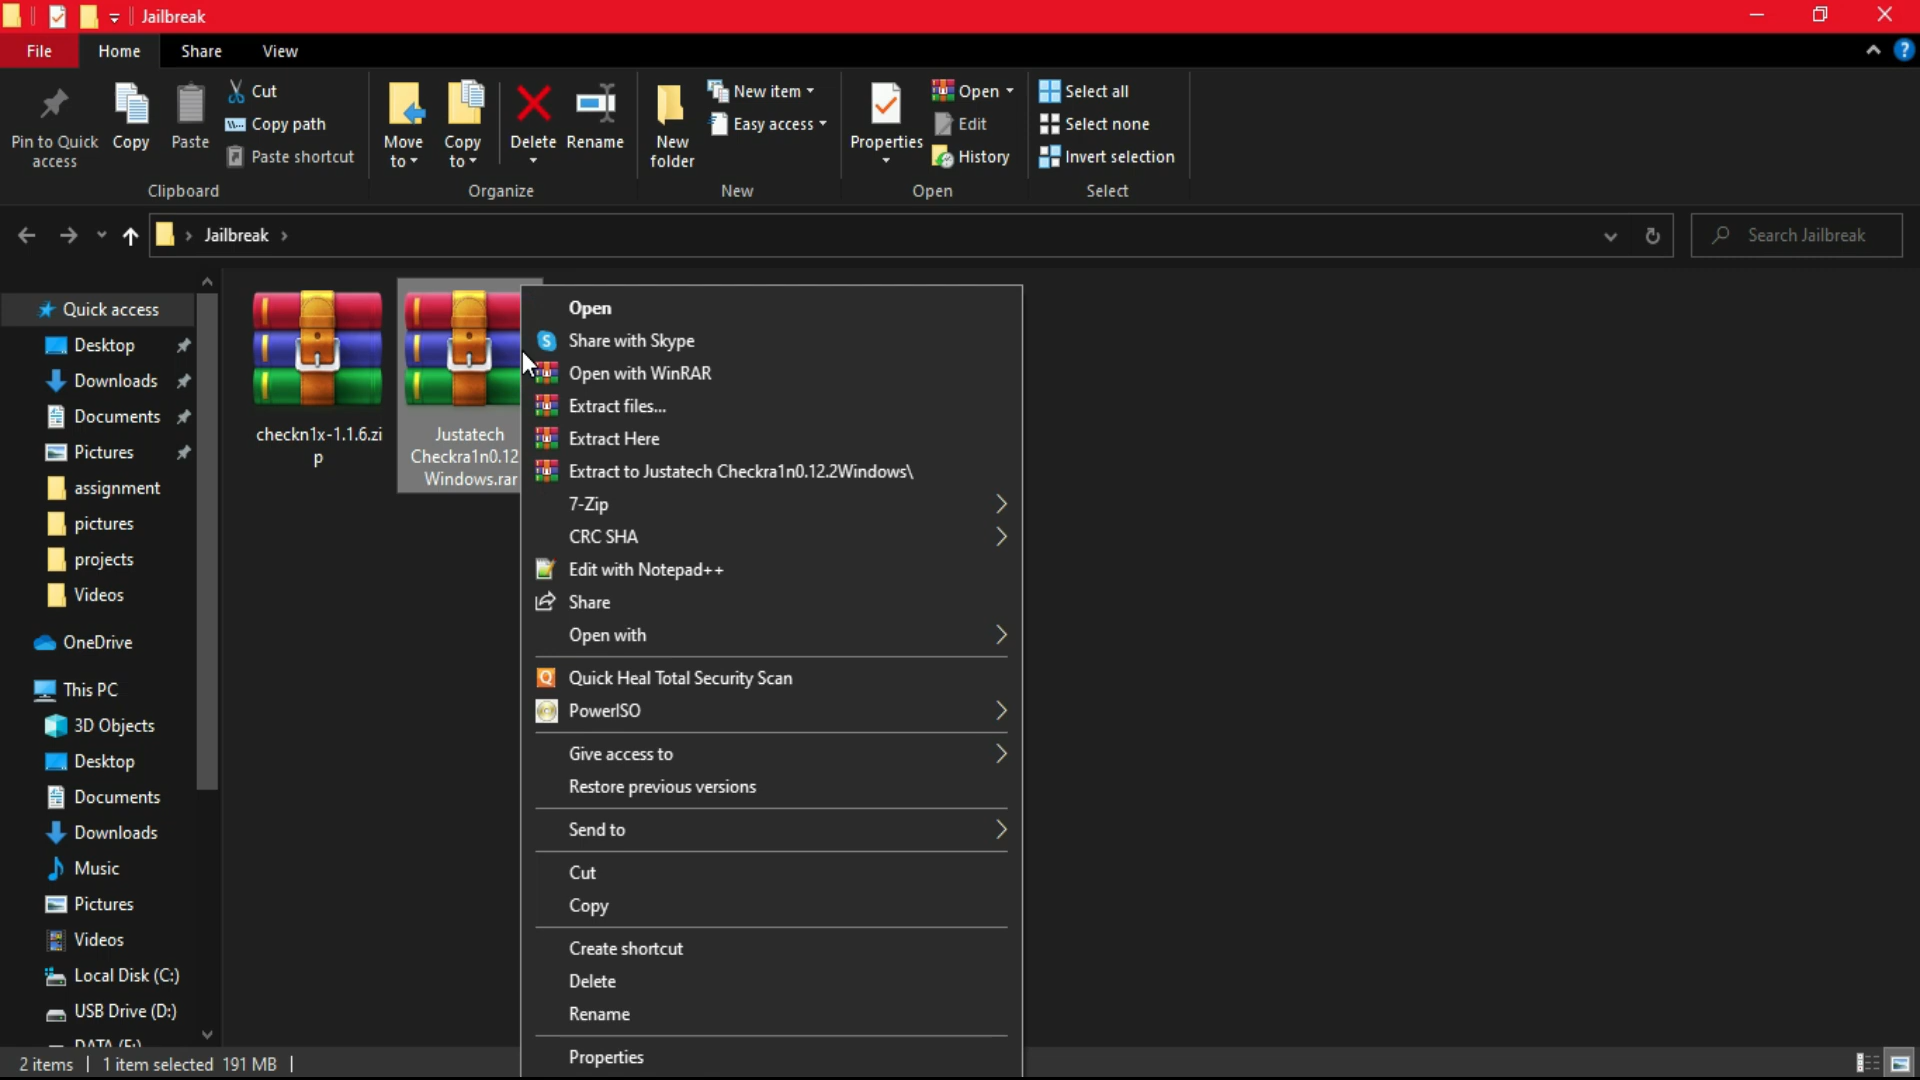 Jailbreak
File Home Share View
Pin to Quick access
Copy
Paste
Cut
Copy path
Paste shortcut
Clipboard
Move to
Copy to
Delete
Rename
Organize
New folder
New item
Easy access
New
Properties
Open
Edit
History
Open
Select all
Select none
Invert selection
Select
Jailbreak
Search Jailbreak
Quick access
Desktop
Downloads
Documents
Pictures
assignment
pictures
projects
Videos
OneDrive
This PC
3D Objects
Desktop
Documents
Downloads
Music
Pictures
Videos
Local Disk (C:)
USB Drive (D:)
DATA (E:)
checkn1x-1.1.6.zi
p
Justatech
Checkra1n0.12
Windows.rar
Open
Share with Skype
Open with WinRAR
Extract files...
Extract Here
Extract to Justatech Checkra1n0.12.2Windows\
7-Zip
CRC SHA
Edit with Notepad++
Share
Open with
Quick Heal Total Security Scan
PowerISO
Give access to
Restore previous versions
Send to
Cut
Copy
Create shortcut
Delete
Rename
Properties
2 items 1 item selected 191 MB